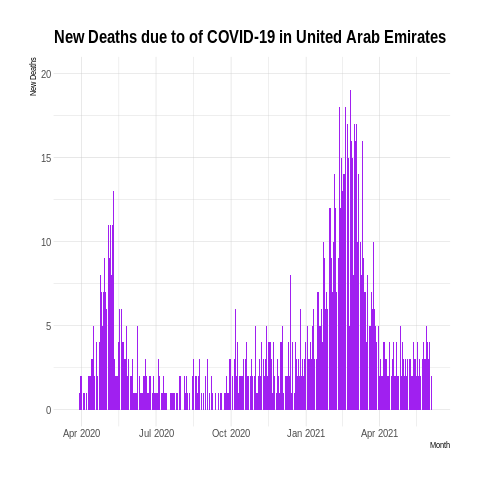 New Deaths due to of COVID-19 in United Arab Emirates
New Deaths
20
15
10
5
0
Apr 2020 Jul 2020 Oct 2020 Jan 2021 Apr 2021
Month